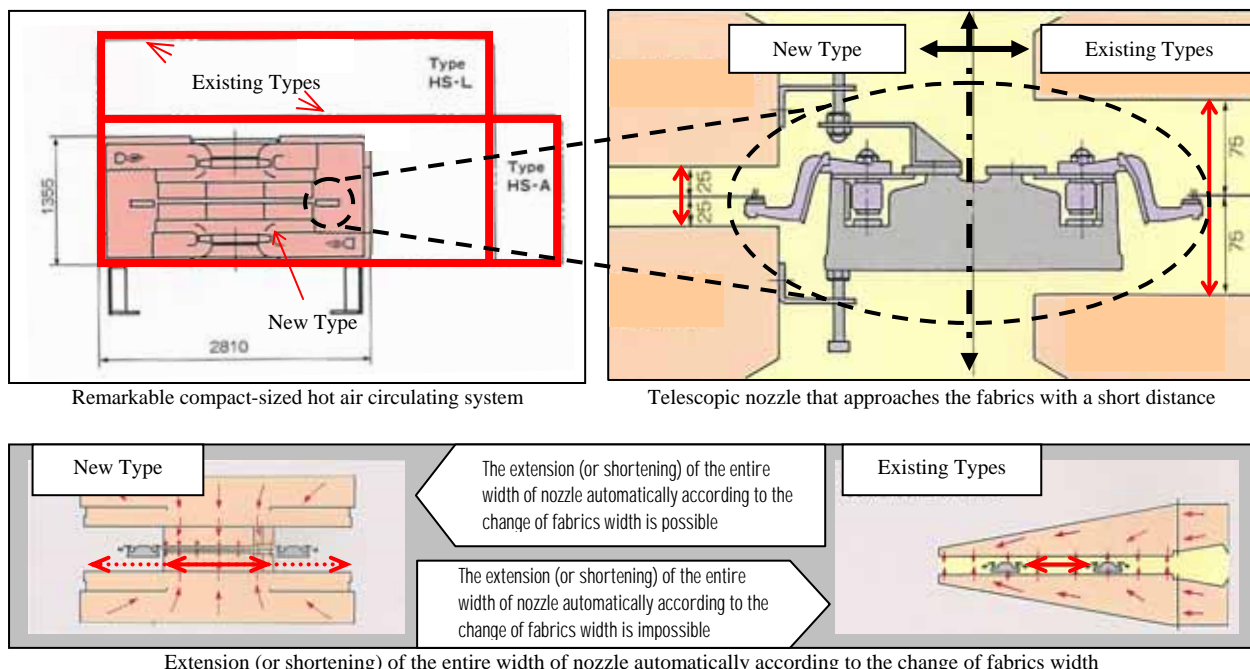 Existing Types
Type
HS-L
Type
HS-A
1355
New Type
2810
Remarkable compact-sized hot air circulating system
New Type
Existing Types
25
25
75
75
Telescopic nozzle that approaches the fabrics with a short distance
New Type
The extension (or shortening) of the entire
width of nozzle automatically according to the
change of fabrics width is possible
Existing Types
The extension (or shortening) of the entire
width of nozzle automatically according to the
change of fabrics width is impossible
Extension (or shortening) of the entire width of nozzle automatically according to the change of fabrics width